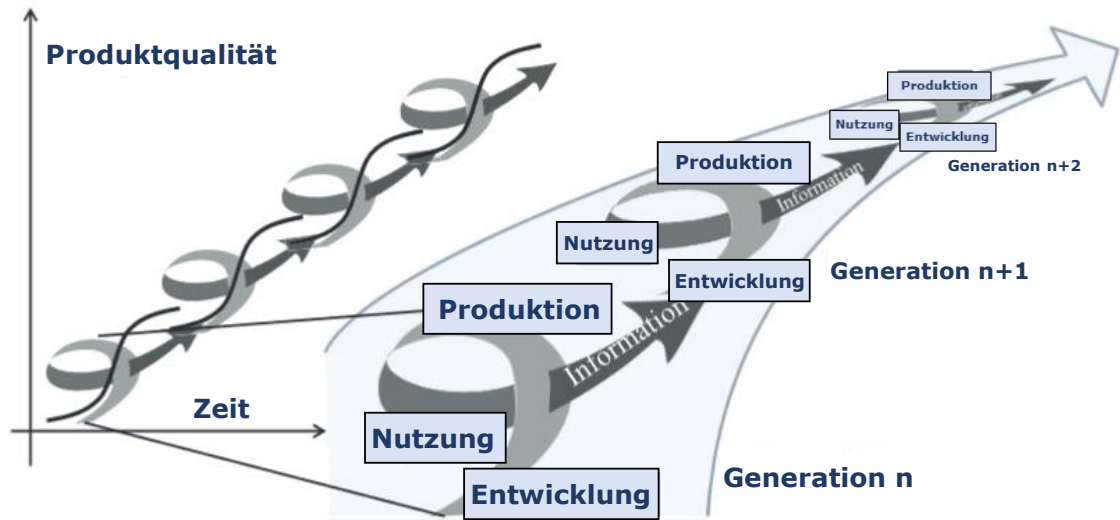 Produktqualität
Zeit
Produktion
Nutzung
Entwicklung
Information
Generation n
Produktion
Nutzung
Entwicklung
Information
Generation n+1
Produktion
Nutzung
Entwicklung
Generation n+2